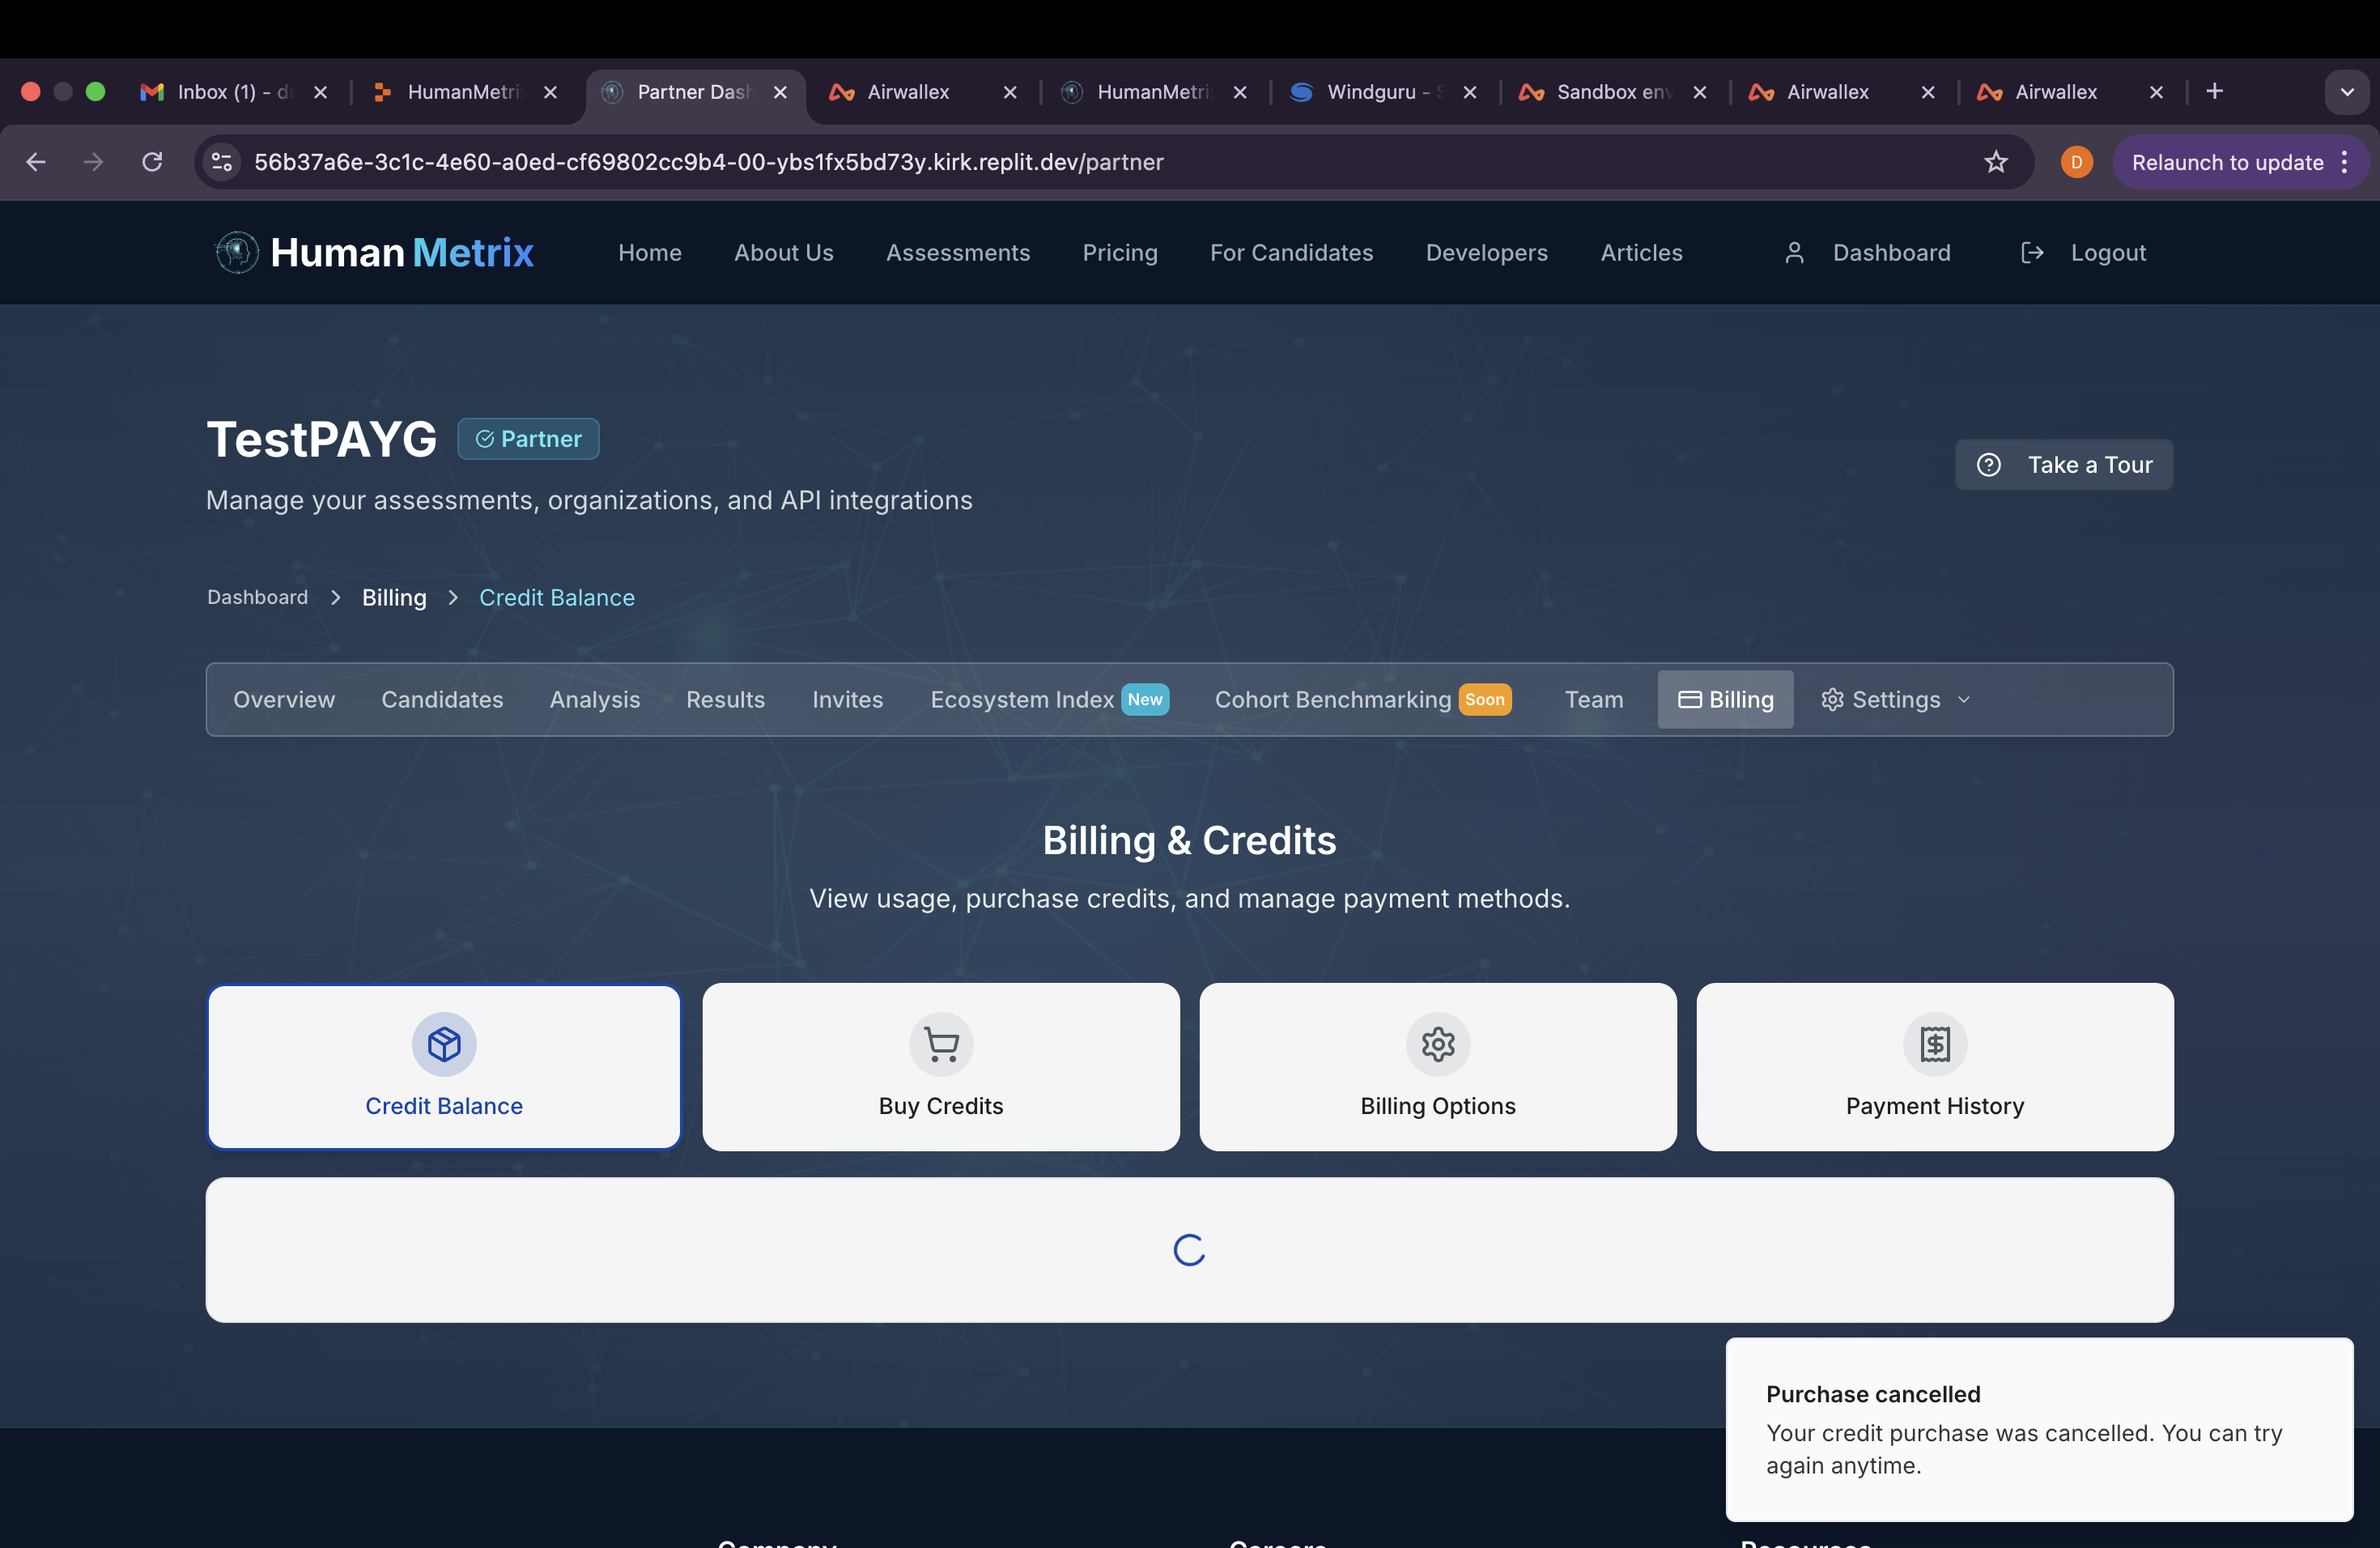 Inbox (1) - d
HumanMetri
Partner Dash
Airwallex
HumanMetri
Windguru - S
Sandbox env
Airwallex
Airwallex
56b37a6e-3c1c-4e60-a0ed-cf69802cc9b4-00-ybs1fx5bd73y.kirk.replit.dev/partner
D
Relaunch to update
Human Metrix
Home
About Us
Assessments
Pricing
For Candidates
Developers
Articles
Dashboard
Logout
TestPAYG
Partner
Take a Tour
Manage your assessments, organizations, and API integrations
Dashboard > Billing > Credit Balance
Overview
Candidates
Analysis
Results
Invites
Ecosystem Index New
Cohort Benchmarking Soon
Team
Billing
Settings
Billing & Credits
View usage, purchase credits, and manage payment methods.
Credit Balance
Buy Credits
Billing Options
Payment History
Purchase cancelled
Your credit purchase was cancelled. You can try
again anytime.
Company
Careers
Resources